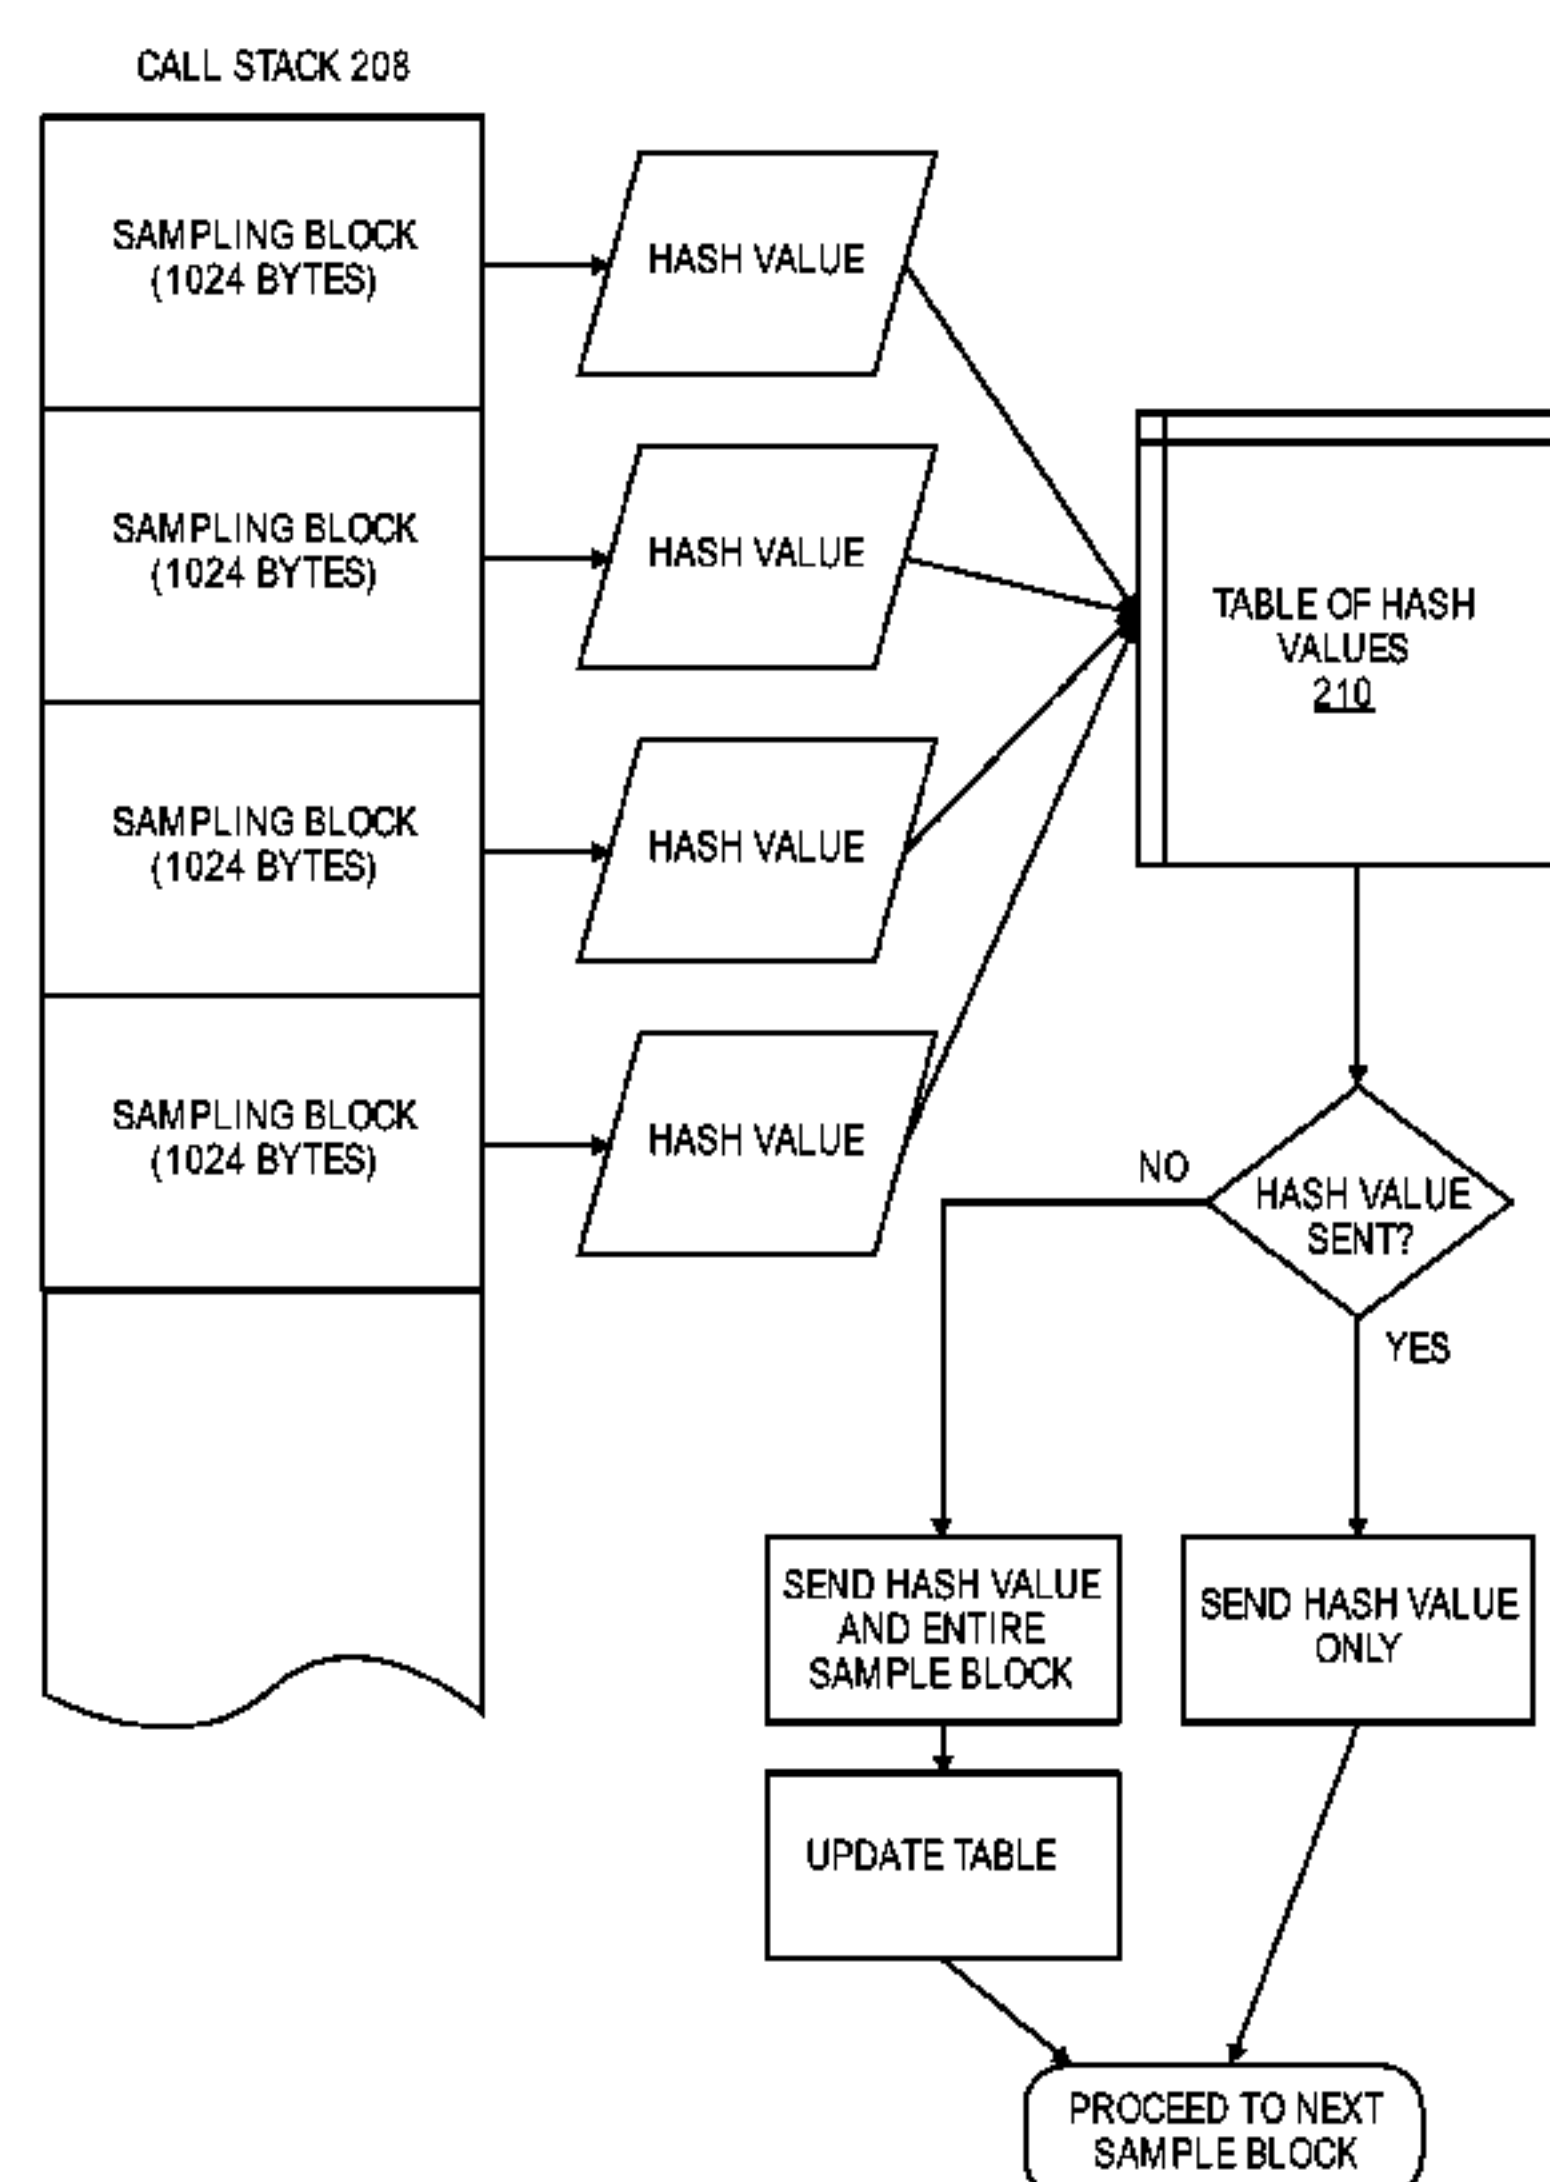 CALL STACK 208
SAMPLING BLOCK
(1024 BYTES)
HASH VALUE
SAMPLING BLOCK
(1024 BYTES)
HASH VALUE
SAMPLING BLOCK
(1024 BYTES)
HASH VALUE
SAMPLING BLOCK
(1024 BYTES)
HASH VALUE
TABLE OF HASH
VALUES
210
HASH VALUE
SENT?
NO
YES
SEND HASH VALUE
AND ENTIRE
SAMPLE BLOCK
SEND HASH VALUE
ONLY
UPDATE TABLE
PROCEED TO NEXT
SAMPLE BLOCK